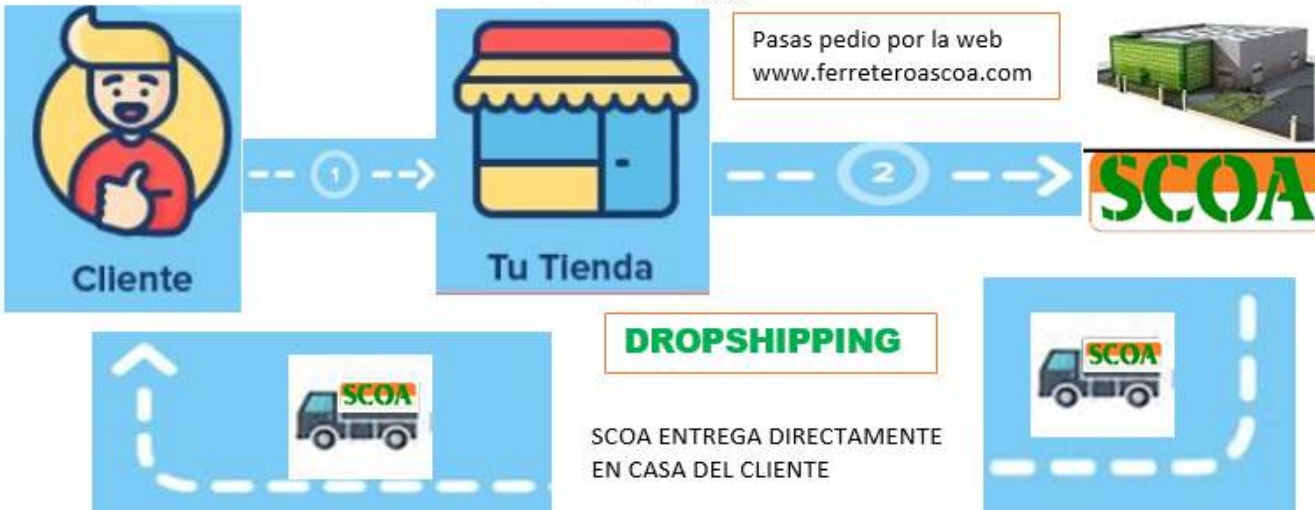 Pasas pedio por la web
www.ferreteroascoa.com
1
2
SCOA
Cliente
Tu Tienda
DROPSHIPPING
SCOA
SCOA
SCOA ENTREGA DIRECTAMENTE
EN CASA DEL CLIENTE